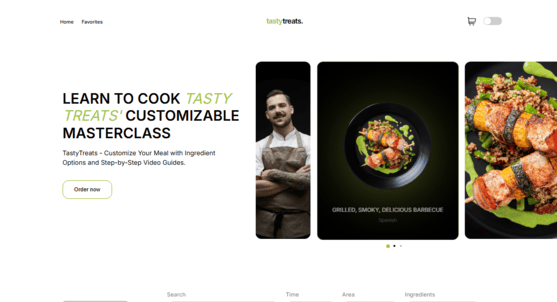 Home Favorites
tastytreats.
LEARN TO COOK TASTY
TREATS' CUSTOMIZABLE
MASTERCLASS
TastyTreats - Customize Your Meal with Ingredient
Options and Step-by-Step Video Guides.
Order now
GRILLED, SMOKY, DELICIOUS BARBECUE
Spanish
Search Time Area Ingredients